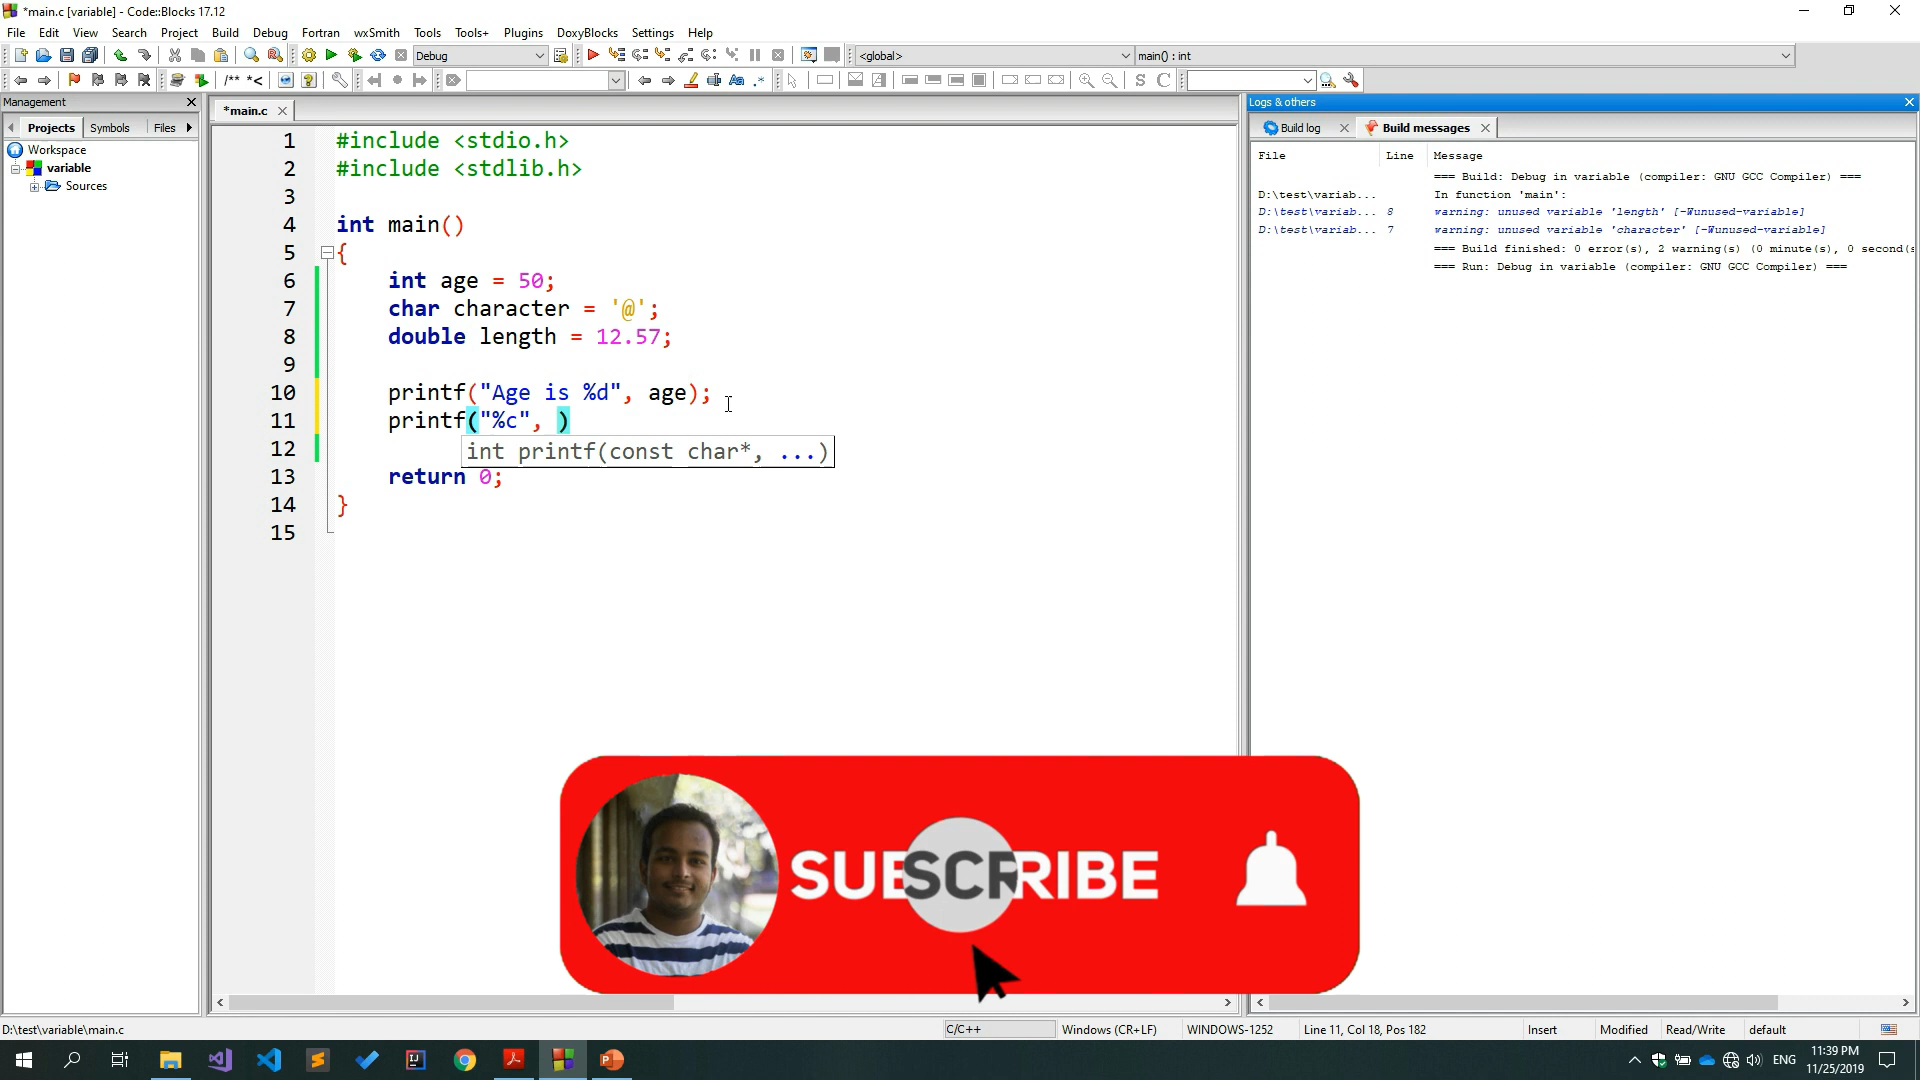 *main.c [variable] - Code::Blocks 17.12
File Edit View Search Project Build Debug Fortran wxSmith Tools Tools+ Plugins DoxyBlocks Settings Help
Debug <global> main() : int
/** *<
S C
Management
Projects Symbols Files
Workspace
variable
Sources
*main.c
1 #include <stdio.h>
2 #include <stdlib.h>
3
4 int main()
5 {
6 int age = 50;
7 char character = '@';
8 double length = 12.57;
9
10 printf("Age is %d", age);
11 printf("%c", )
int printf(const char*, ...)
12
13 return 0;
14 }
15
Logs & others
Build log Build messages
File Line Message
=== Build: Debug in variable (compiler: GNU GCC Compiler) ===
D:\test\variab... In function 'main':
D:\test\variab... 8 warning: unused variable 'length' [-Wunused-variable]
D:\test\variab... 7 warning: unused variable 'character' [-Wunused-variable]
=== Build finished: 0 error(s), 2 warning(s) (0 minute(s), 0 second(s
=== Run: Debug in variable (compiler: GNU GCC Compiler) ===
SUBSCRIBE
D:\test\variable\main.c C/C++ Windows (CR+LF) WINDOWS-1252 Line 11, Col 18, Pos 182 Insert Modified Read/Write default
ENG
11:39 PM
11/25/2019